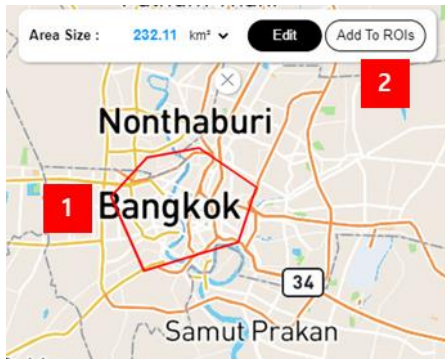 Area Size : 232.11 km² Edit Add To ROIs
2
Nonthaburi
1
Bangkok
34
Samut Prakan